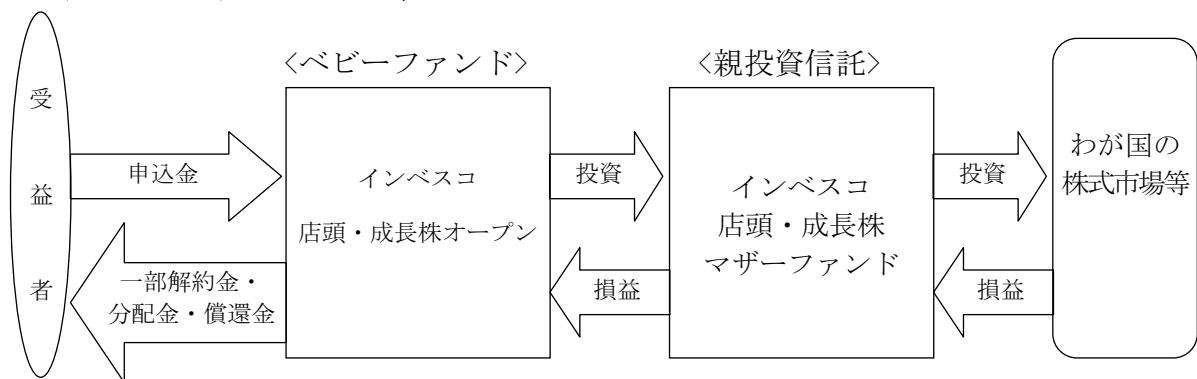 〈ベビーファンド〉
〈親投資信託〉
受
益
者
申込金
一部解約金・
分配金・償還金
インベスコ
店頭・成長株オープン
投資
損益
インベスコ
店頭・成長株
マザーファンド
投資
損益
わが国の
株式市場等